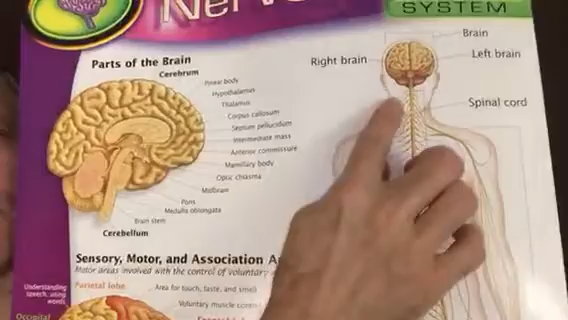 Nervo
SYSTEM
Parts of the Brain
Cerebrum
Pineal body
Hypothalamus
Thalamus
Corpus callosum
Septum pellucidum
Intermediate mass
Anterior commissure
Mamillary body
Optic chiasma
Midbrain
Pons
Medulla oblongata
Brain stem
Cerebellum
Brain
Right brain
Left brain
Spinal cord
Sensory, Motor, and Association A
Motor areas involved with the control of voluntary
Understanding
speech, using
words
Parietal lobe
Area for touch, taste, and smell
Voluntary muscle control
Occipital